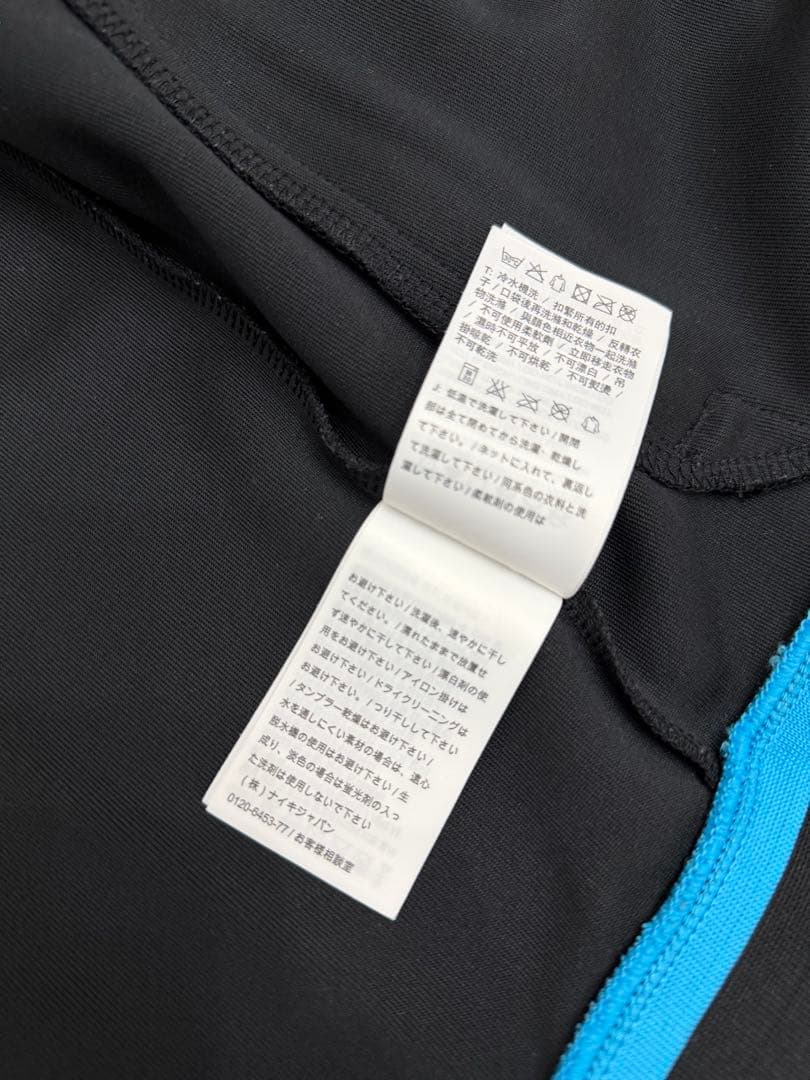 T: 冷水機洗 / 扣緊所有的扣
子 / 口袋後再洗滌和乾燥 / 反轉衣
物洗滌 / 與顏色相近衣物一起洗滌
/ 不可使用柔軟劑 / 立即移走衣物
/ 濕時不可平放 / 不可漂白 / 吊
掛晾乾 / 不可烘乾 / 不可熨燙 /
不可乾洗
J: 低温で洗濯して下さい / 開閉
部は全て閉めてから洗濯、乾燥し
て下さい。 / ネットに入れて、裏返し
て洗濯して下さい / 同系色の衣料と洗
濯して下さい / 柔軟剤の使用は
お避け下さい / 洗濯後、速やかに干し
てください。 / 濡れたままで放置せ
ず速やかに干して下さい / 漂白剤の使
用をお避け下さい / アイロン掛けは
お避け下さい / ドライクリーニングは
お避け下さい。 / つり干しして下さい
/ タンブラー乾燥はお避け下さい /
水を通しにくい素材の場合は、遠心
脱水機の使用はお避け下さい / 生
成り、淡色の場合は蛍光剤の入っ
た洗剤は使用しないで下さい
(株) ナイキジャパン
0120-6453-77 / お客様相談室